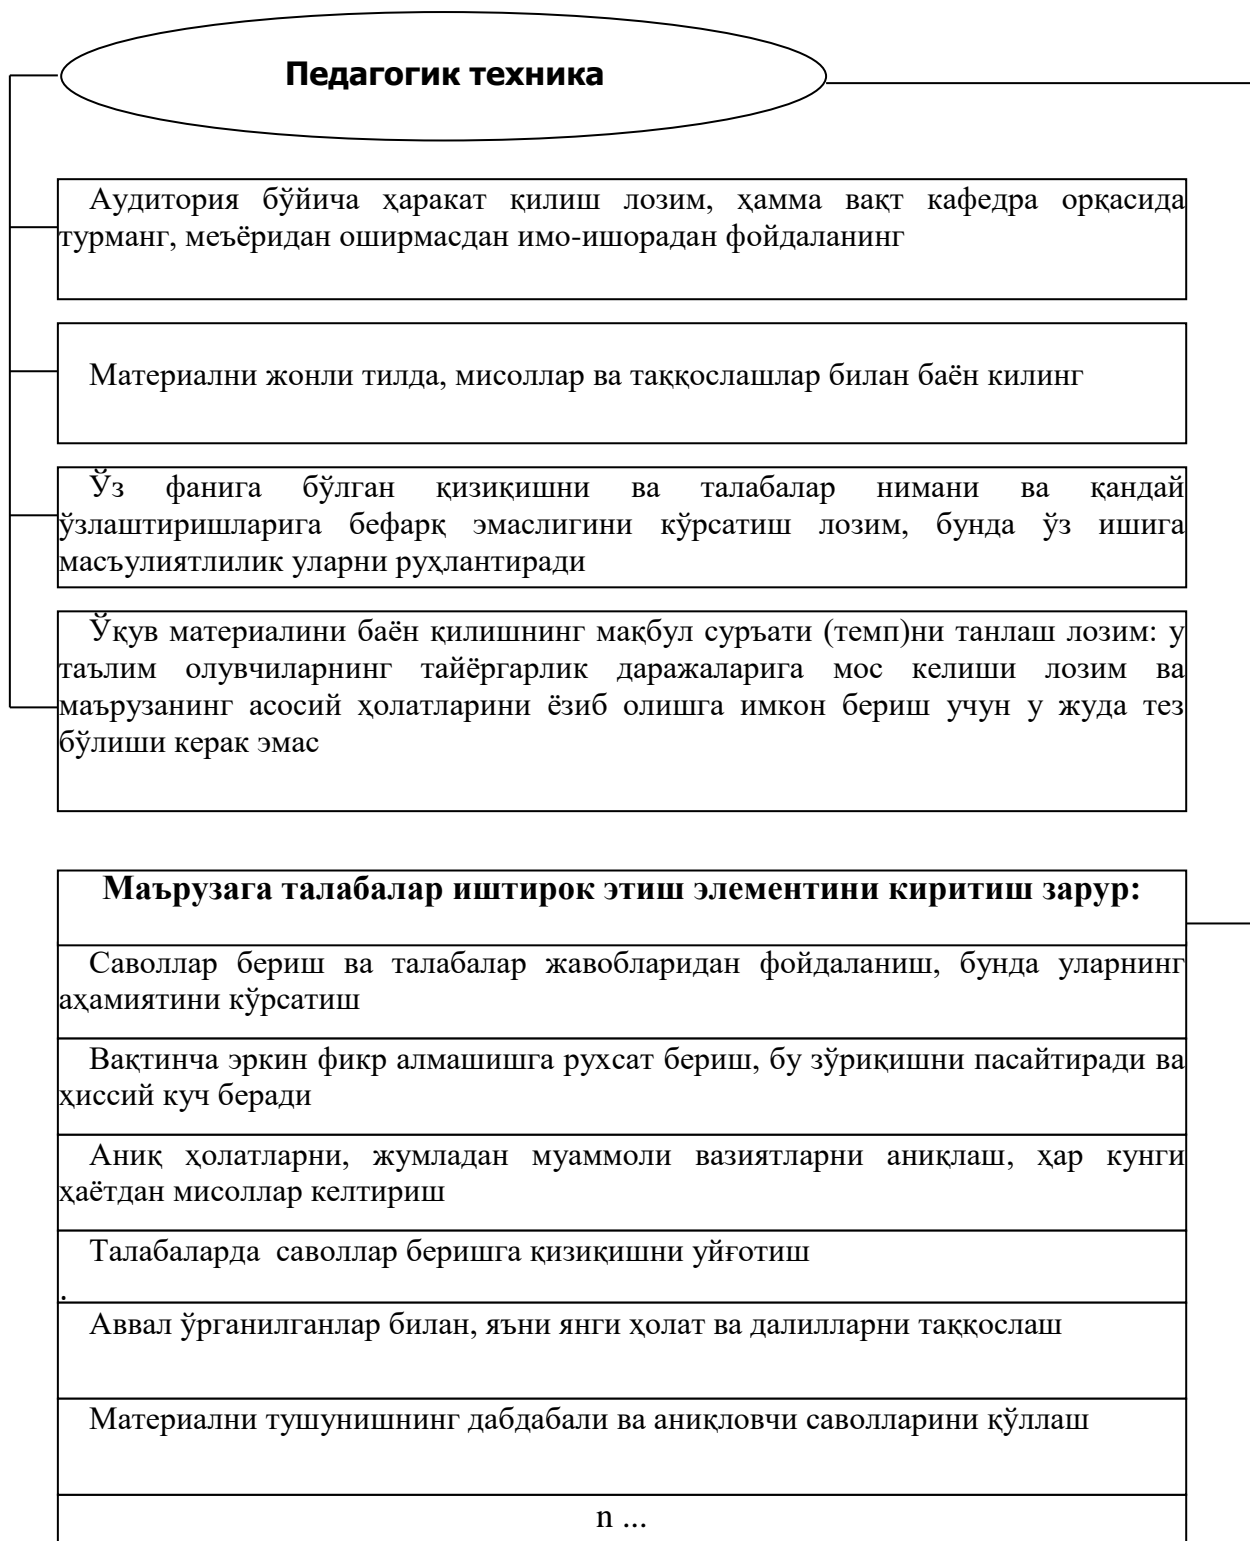 Педагогик техника
Аудитория бўйича ҳаракат қилиш лозим, ҳамма вақт кафедра орқасида
турманг, меъёридан оширмасдан имо-ишорадан фойдаланинг
Материални жонли тилда, мисоллар ва таққослашлар билан баён килинг
Ўз фанига бўлган қизиқишни ва талабалар нимани ва қандай
ўзлаштиришларига бефарқ эмаслигини кўрсатиш лозим, бунда ўз ишига
масъулиятлилик уларни руҳлантиради
Ўқув материалини баён қилишнинг мақбул суръати (темп)ни танлаш лозим: у
таълим олувчиларнинг тайёргарлик даражаларига мос келиши лозим ва
маърузанинг асосий ҳолатларини ёзиб олишга имкон бериш учун у жуда тез
бўлиши керак эмас
Маърузага талабалар иштирок этиш элементини киритиш зарур:
Саволлар бериш ва талабалар жавобларидан фойдаланиш, бунда уларнинг
аҳамиятини кўрсатиш
Вақтинча эркин фикр алмашишга рухсат бериш, бу зўриқишни пасайтиради ва
ҳиссий куч беради
Аниқ ҳолатларни, жумладан муаммоли вазиятларни аниқлаш, ҳар кунги
ҳаётдан мисоллар келтириш
Талабаларда саволлар беришга қизиқишни уйғотиш
.
Аввал ўрганилганлар билан, яъни янги ҳолат ва далилларни таққослаш
Материални тушунишнинг дабдабали ва аниқловчи саволларини қўллаш
n ...